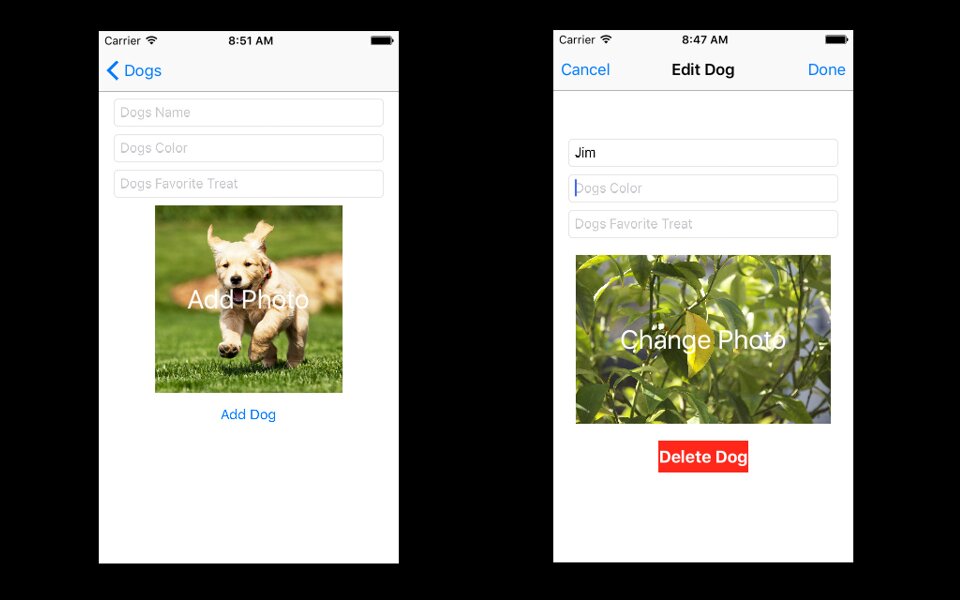 Carrier 8:51 AM
Dogs
Dogs Name
Dogs Color
Dogs Favorite Treat
Add Photo
Add Dog
Carrier 8:47 AM
Cancel Edit Dog Done
Jim
Dogs Color
Dogs Favorite Treat
Change Photo
Delete Dog